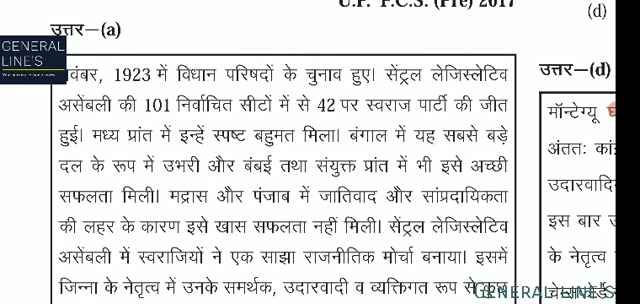 U.P. P.C.S. (Pre) 2017
(d)
उत्तर–(a)
GENERAL
LINE'S
वंबर, 1923 में विधान परिषदों के चुनाव हुए। सेंट्रल लेजिस्लेटिव
असेंबली की 101 निर्वाचित सीटों में से 42 पर स्वराज पार्टी की जीत
हुई। मध्य प्रांत में इन्हें स्पष्ट बहुमत मिला। बंगाल में यह सबसे बड़े
दल के रूप में उभरी और बंबई तथा संयुक्त प्रांत में भी इसे अच्छी
सफलता मिली। मद्रास और पंजाब में जातिवाद और सांप्रदायिकता
की लहर के कारण इसे खास सफलता नहीं मिली। सेंट्रल लेजिस्लेटिव
असेंबली में स्वराजियों ने एक साझा राजनीतिक मोर्चा बनाया। इसमें
जिन्ना के नेतृत्व में उनके समर्थक, उदारवादी व व्यक्तिगत रूप से
उत्तर–(d)
मॉन्टेग्यू
अंततः कां
उदारवादि
इस बार
के नेतृत्व
GENERAL LINE'S